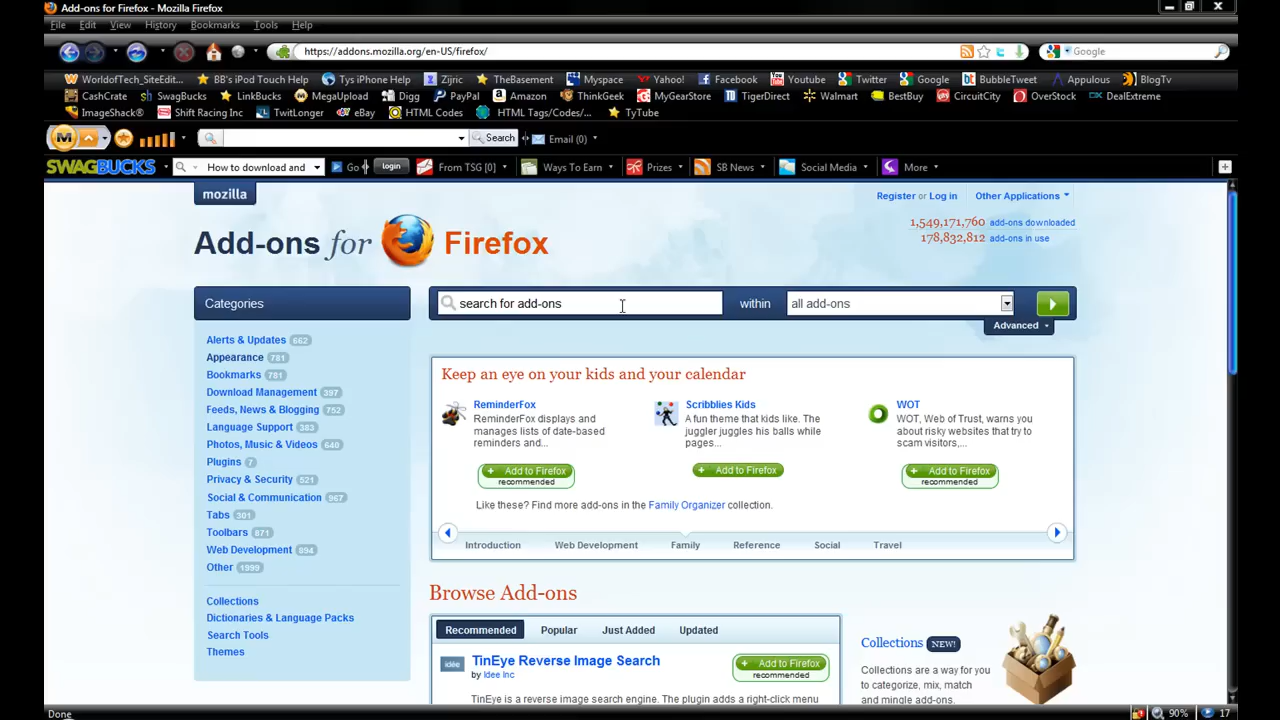 Add-ons for Firefox - Mozilla Firefox
File Edit View History Bookmarks Tools Help
https://addons.mozilla.org/en-US/firefox/ Google
WorldofTech_SiteEdit... BB's iPod Touch Help Tys iPhone Help Zijric TheBasement Myspace Yahoo! Facebook Youtube Twitter Google BubbleTweet Appulous BlogTv
CashCrate SwagBucks LinkBucks MegaUpload Digg PayPal Amazon ThinkGeek MyGearStore TigerDirect Walmart BestBuy CircuitCity OverStock DealExtreme
ImageShack® Shift Racing Inc TwitLonger eBay HTML Codes HTML Tags/Codes/... TyTube
M Search Email (0)
SWAGBUCKS How to download and Go login From TSG [0] Ways To Earn Prizes SB News Social Media More
mozilla Register or Log in Other Applications
1,549,171,760 add-ons downloaded
178,832,812 add-ons in use
Add-ons for Firefox
Categories
search for add-ons within all add-ons
Advanced
Alerts & Updates 662
Appearance 781
Bookmarks 781
Download Management 397
Feeds, News & Blogging 752
Language Support 383
Photos, Music & Videos 640
Plugins 7
Privacy & Security 521
Social & Communication 967
Tabs 301
Toolbars 871
Web Development 894
Other 1999
Collections
Dictionaries & Language Packs
Search Tools
Themes
Keep an eye on your kids and your calendar
ReminderFox
ReminderFox displays and
manages lists of date-based
reminders and...
Add to Firefox
recommended
Scribblies Kids
A fun theme that kids like. The
juggler juggles his balls while
pages...
Add to Firefox
WOT
WOT, Web of Trust, warns you
about risky websites that try to
scam visitors,...
Add to Firefox
recommended
Like these? Find more add-ons in the Family Organizer collection.
Introduction Web Development Family Reference Social Travel
Browse Add-ons
Recommended Popular Just Added Updated
idée TinEye Reverse Image Search
by Idee Inc
Add to Firefox
recommended
TinEye is a reverse image search engine. The plugin adds a right-click menu
Collections NEW!
Collections are a way for you
to categorize, mix, match
and mingle add-ons.
Done 90% 17